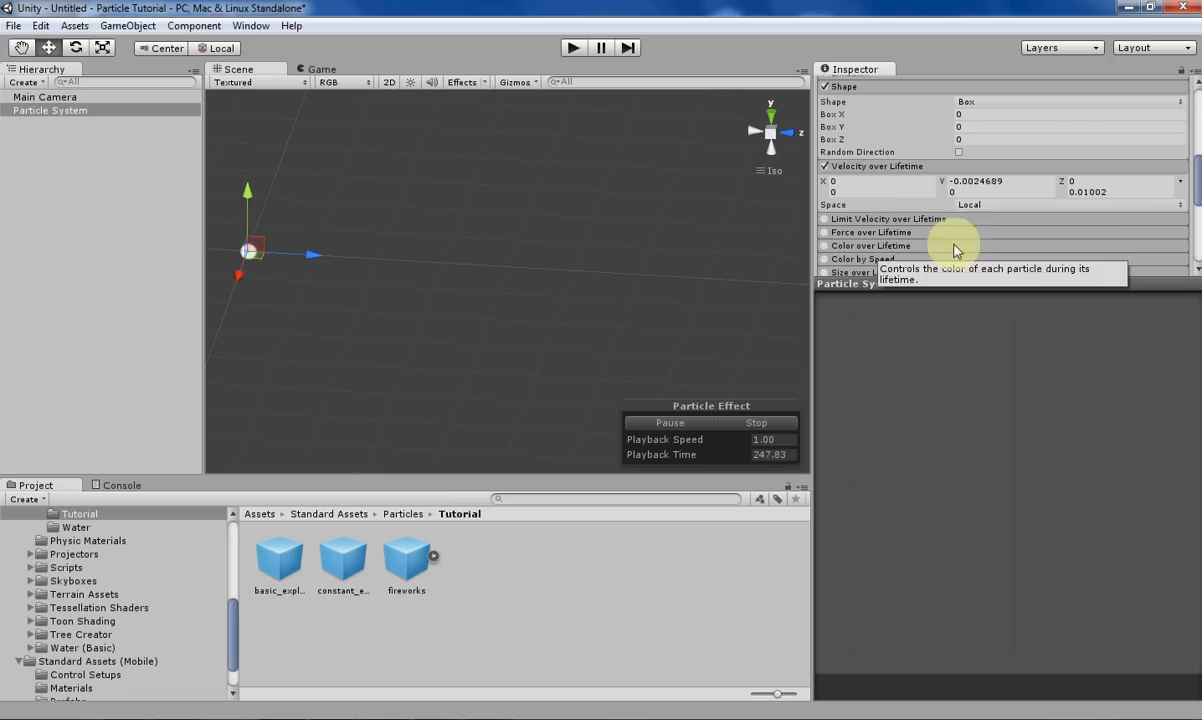 Unity - Untitled - Particle Tutorial - PC, Mac & Linux Standalone*
File Edit Assets GameObject Component Window Help
Center Local Layers Layout
Hierarchy
Create All
Main Camera
Particle System
Scene Game
Textured RGB 2D Effects Gizmos All
y
z
Iso
Particle Effect
Pause Stop
Playback Speed 1.00
Playback Time 247.83
Inspector
Shape
Shape Box
Box X 0
Box Y 0
Box Z 0
Random Direction
Velocity over Lifetime
X 0 Y -0.0024689 Z 0
0 0 0.01002
Space Local
Limit Velocity over Lifetime
Force over Lifetime
Color over Lifetime
Color by Speed
Controls the color of each particle during its
lifetime.
Size over L
Particle Sy
Project Console
Create
Tutorial
Water
Physic Materials
Projectors
Scripts
Skyboxes
Terrain Assets
Tessellation Shaders
Toon Shading
Tree Creator
Water (Basic)
Standard Assets (Mobile)
Control Setups
Materials
Prefabs
Assets Standard Assets Particles Tutorial
basic_expl... constant_e... fireworks